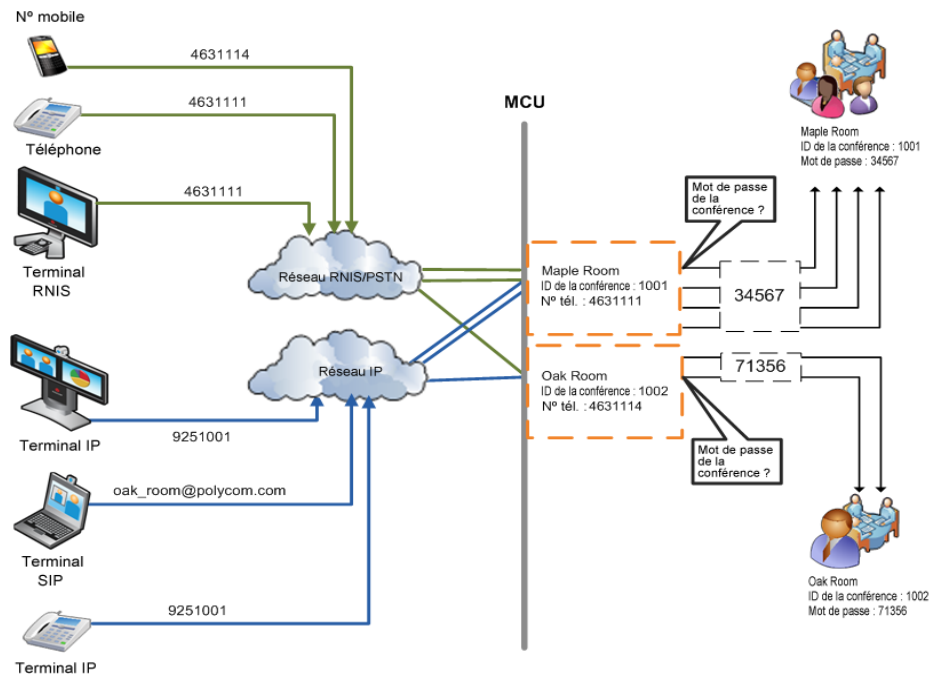 Nº mobile
4631114
4631111
Téléphone
4631111
Terminal
RNIS
Réseau RNIS/PSTN
Terminal IP
9251001
Réseau IP
oak_room@polycom.com
Terminal
SIP
9251001
Terminal IP
MCU
Maple Room
ID de la conférence : 1001
Nº tél. : 4631111
Oak Room
ID de la conférence : 1002
Nº tél. : 4631114
Mot de passe
de la
conférence ?
34567
71356
Mot de passe
de la
conférence ?
Maple Room
ID de la conférence : 1001
Mot de passe : 34567
Oak Room
ID de la conférence : 1002
Mot de passe : 71356